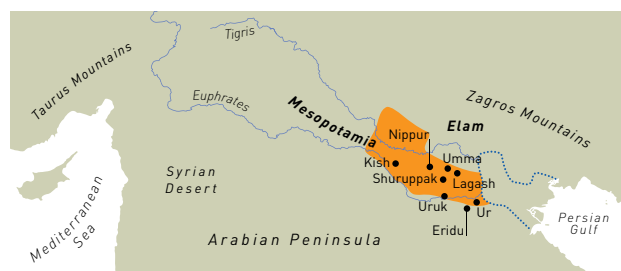 Tigris
Taurus Mountains
Euphrates
Mesopotamia
Zagros Mountains
Elam
Nippur
Kish
Umma
Shuruppak
Lagash
Syrian
Desert
Uruk
Ur
Eridu
Mediterranean
Sea
Arabian Peninsula
Persian
Gulf